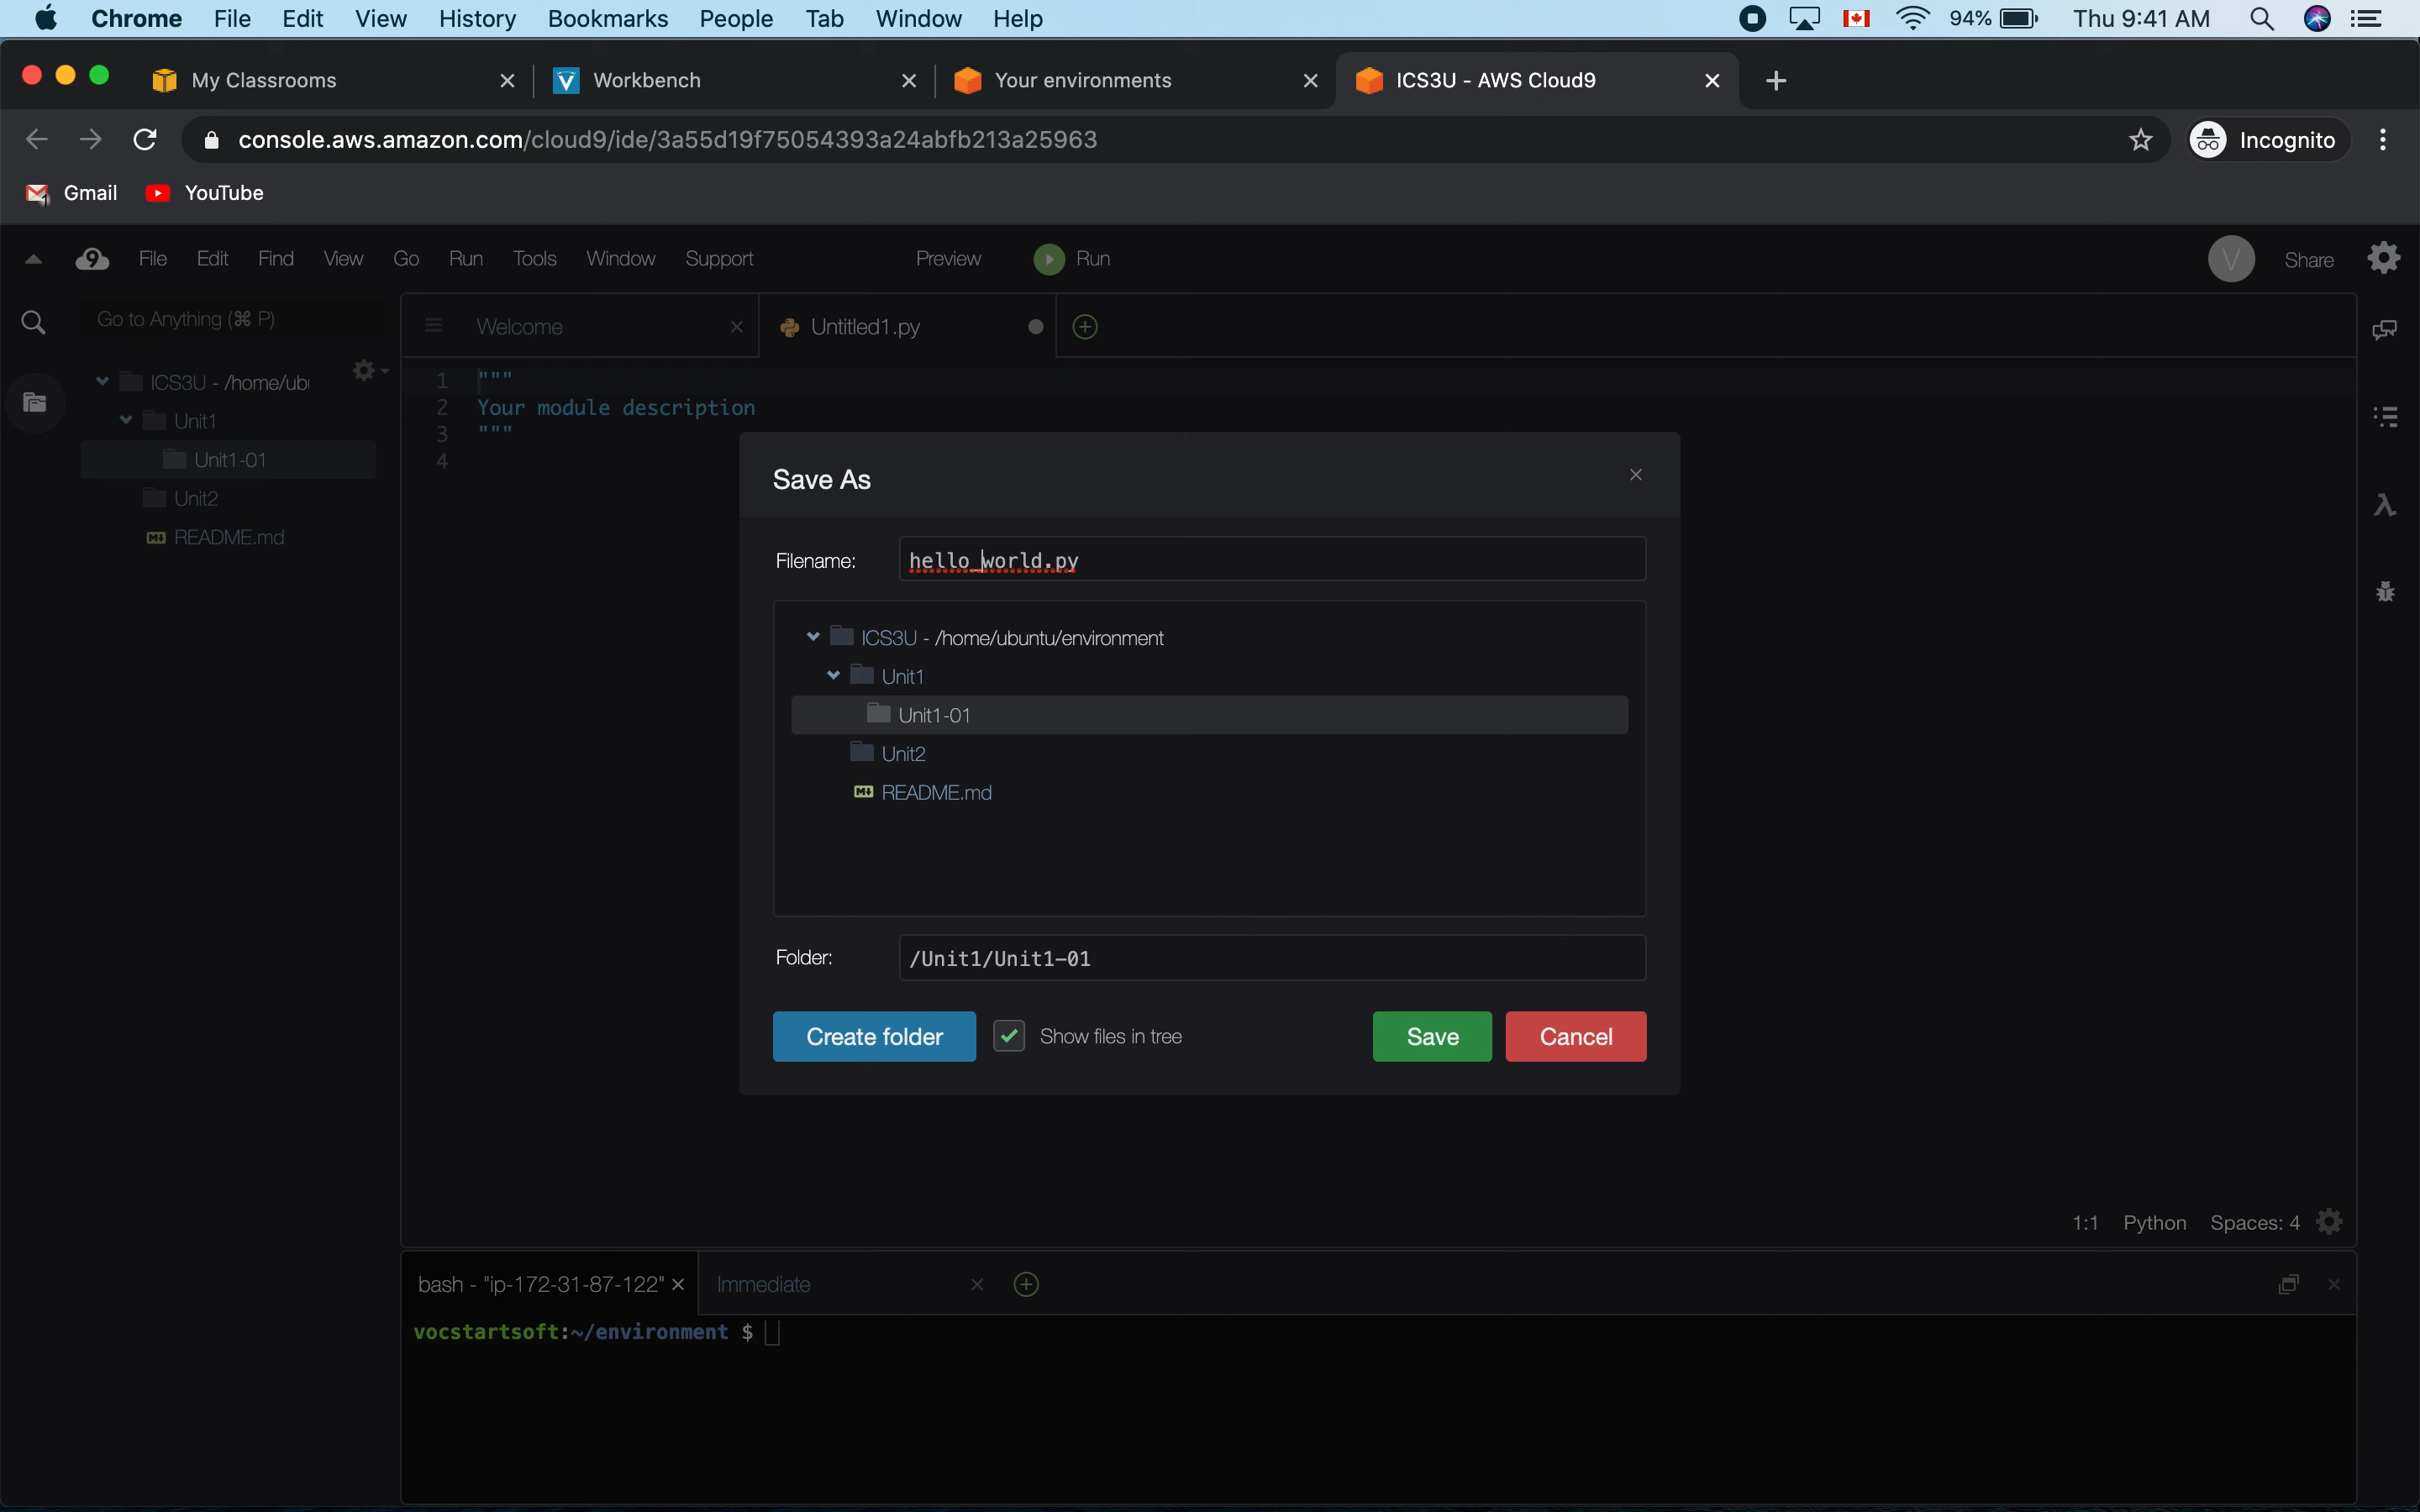 Chrome File Edit View History Bookmarks People Tab Window Help 94% Thu 9:41 AM
My Classrooms Workbench Your environments ICS3U - AWS Cloud9
console.aws.amazon.com/cloud9/ide/3a55d19f75054393a24abfb213a25963 Incognito
Gmail YouTube
9 File Edit Find View Go Run Tools Window Support Preview Run V Share
Go to Anything (⌘ P) Welcome Untitled1.py
ICS3U - /home/ubu
Unit1
Unit1-01
Unit2
README.md
1 """
2 Your module description
3 """
4
Save As
Filename: hello_world.py
ICS3U - /home/ubuntu/environment
Unit1
Unit1-01
Unit2
README.md
Folder: /Unit1/Unit1-01
Create folder Show files in tree Save Cancel
1:1 Python Spaces: 4
bash - "ip-172-31-87-122" Immediate
vocstartsoft:~/environment $